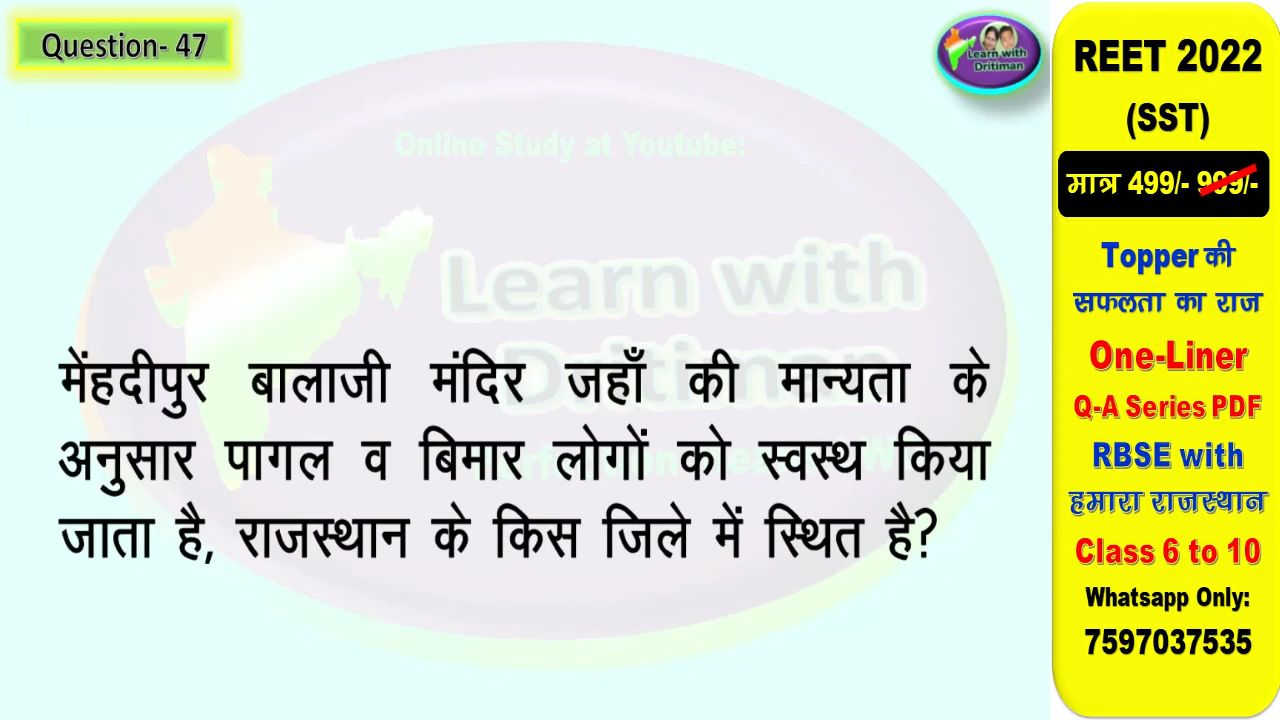 Question- 47
Learn with
Dritiman
Online Study at Youtube:
Learn with
Dritiman
मेंहदीपुर बालाजी मंदिर जहाँ की मान्यता के
अनुसार पागल व बिमार लोगों को स्वस्थ किया
जाता है, राजस्थान के किस जिले में स्थित है?
REET 2022
(SST)
मात्र 499/- 999/-
Topper की
सफलता का राज
One-Liner
Q-A Series PDF
RBSE with
हमारा राजस्थान
Class 6 to 10
Whatsapp Only:
7597037535